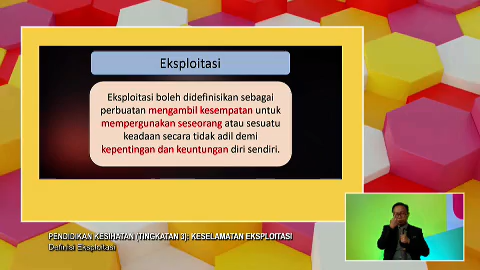 Eksploitasi
Eksploitasi boleh didefinisikan sebagai
perbuatan mengambil kesempatan untuk
mempergunakan seseorang atau sesuatu
keadaan secara tidak adil demi
kepentingan dan keuntungan diri sendiri.
PENDIDIKAN KESIHATAN (TINGKATAN 3): KESELAMATAN EKSPLOITASI
Definisi Eksploitasi